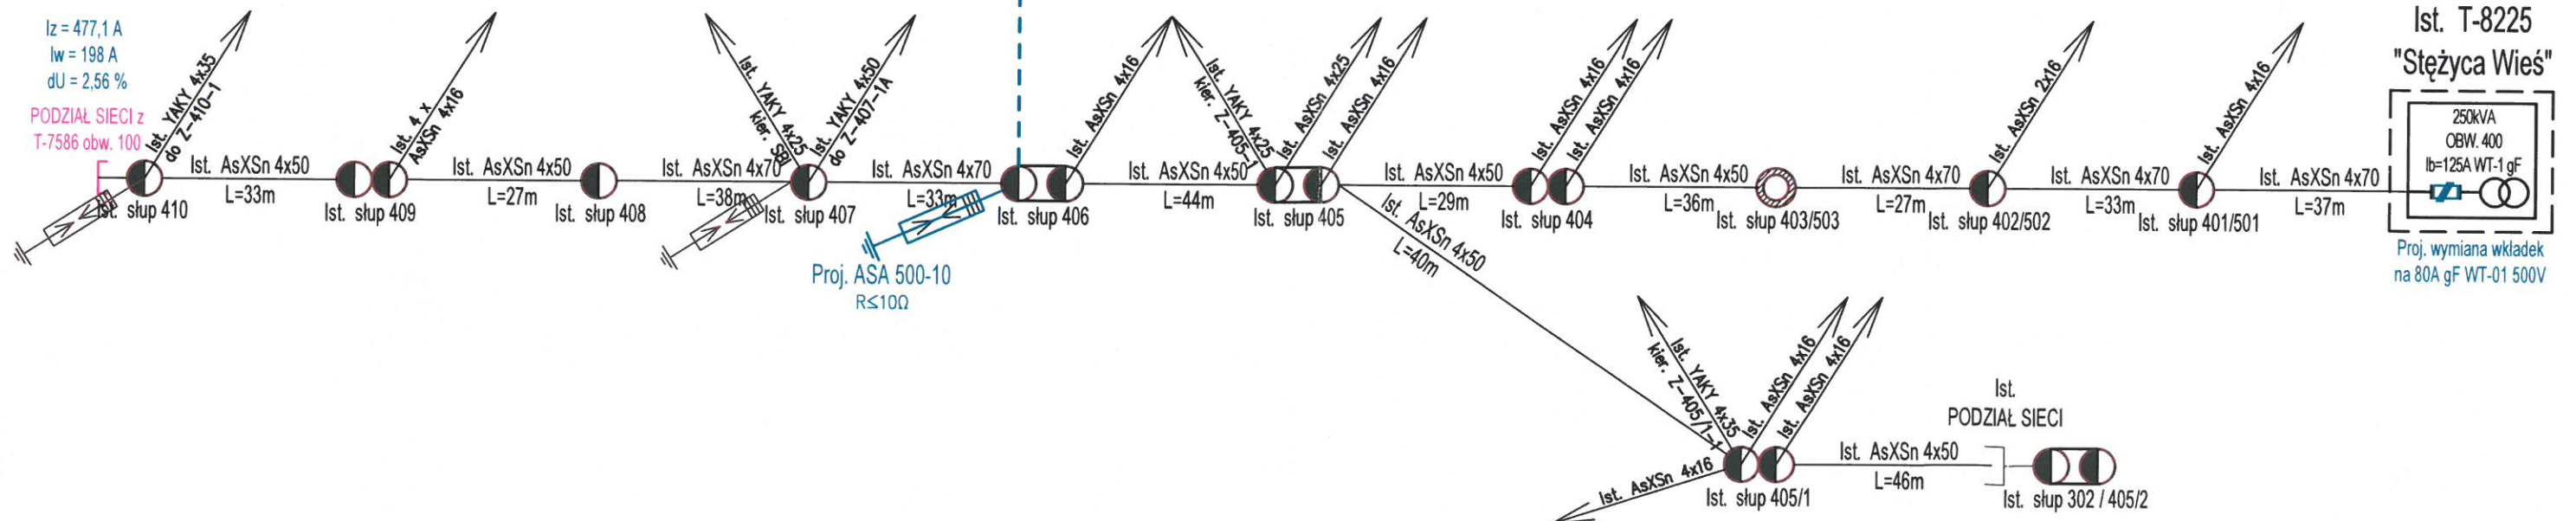 Iz = 477,1 A
Iw = 198 A
dU = 2,56 %
PODZIAŁ SIECI z
T-7586 obw. 100
Ist. YAKY 4x35
do Z-410-1
Ist. słup 410
Ist. AsXSn 4x50
L=33m
Ist. 4 x
AsXSn 4x16
Ist. słup 409
Ist. AsXSn 4x50
L=27m
Ist. słup 408
Ist. AsXSn 4x70
L=38m
Ist. YAKY 4x25
kier.
Ist. YAKY 4x50
do Z-407-1A
Ist. słup 407
Ist. AsXSn 4x70
L=33m
Proj. ASA 500-10
R≤10Ω
Ist. AsXSn 4x16
Ist. słup 406
Ist. AsXSn 4x50
L=44m
Ist. YAKY 4x25
kier. Z-405-1
Ist. AsXSn 4x25
Ist. AsXSn 4x16
Ist. słup 405
Ist. AsXSn 4x50
L=29m
Ist. AsXSn 4x16
Ist. AsXSn 4x16
Ist. słup 404
Ist. AsXSn 4x50
L=36m
Ist. słup 403/503
Ist. AsXSn 4x70
L=27m
Ist. AsXSn 2x16
Ist. słup 402/502
Ist. AsXSn 4x70
L=33m
Ist. AsXSn 4x16
Ist. słup 401/501
Ist. AsXSn 4x70
L=37m
Ist. T-8225
"Stężyca Wieś"
250kVA
OBW. 400
Ib=125A WT-1 gF
Proj. wymiana wkładek
na 80A gF WT-01 500V
Ist. AsXSn 4x50
L=40m
Ist. YAKY 4x35
kier. Z-405/1-1
Ist. AsXSn 4x16
Ist. AsXSn 4x16
Ist. AsXSn 4x16
Ist. słup 405/1
Ist. AsXSn 4x50
L=46m
Ist.
PODZIAŁ SIECI
Ist. słup 302 / 405/2